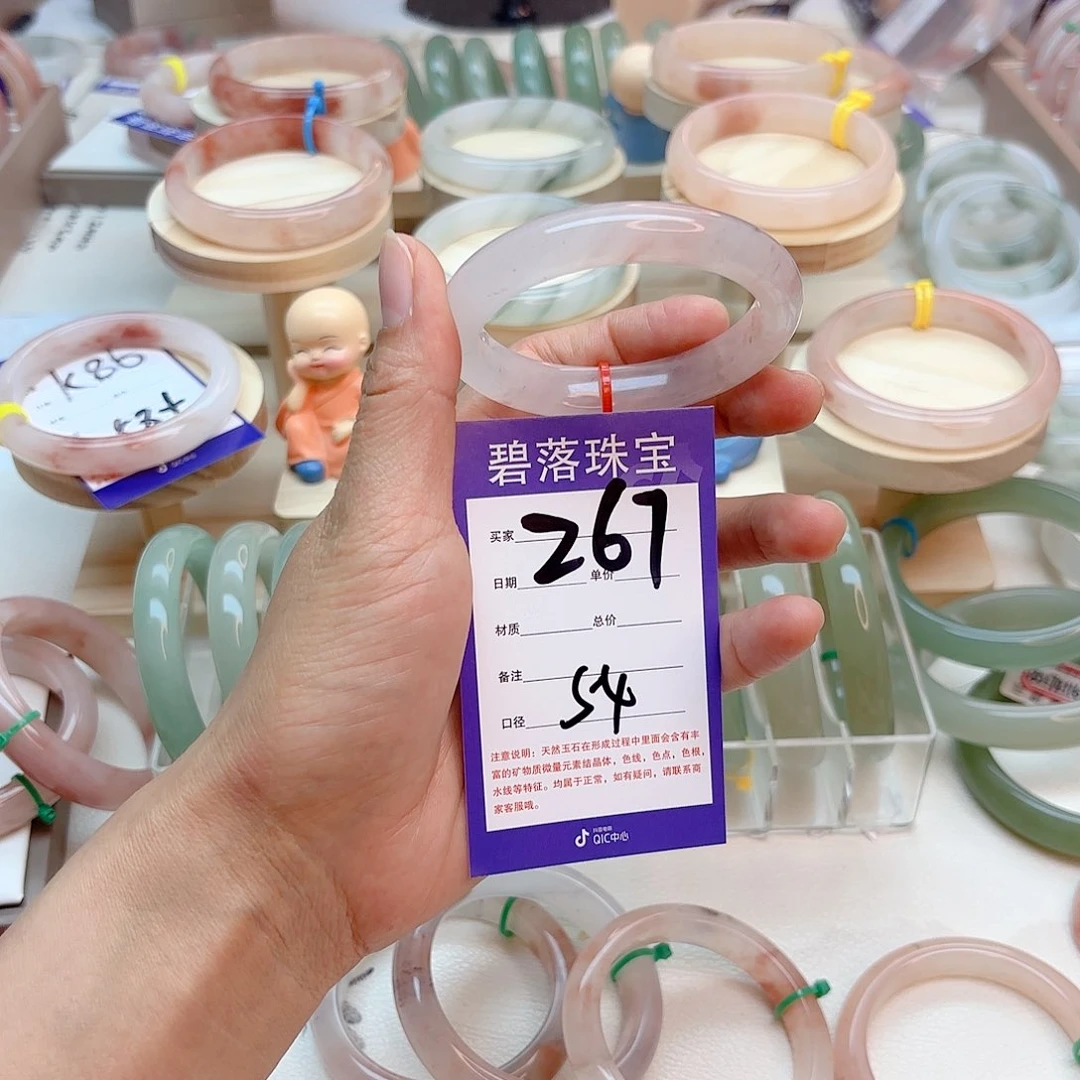 碧落珠宝
买家
267
日期 单价
材质 总价
备注
54
口径
注意说明：天然玉石在形成过程中里面会含有丰
富的矿物质微量元素结晶体，色线，色点，色根，
水线等特征。均属于正常，如有疑问，请联系商
家客服哦。
抖音电商
QIC中心
K86